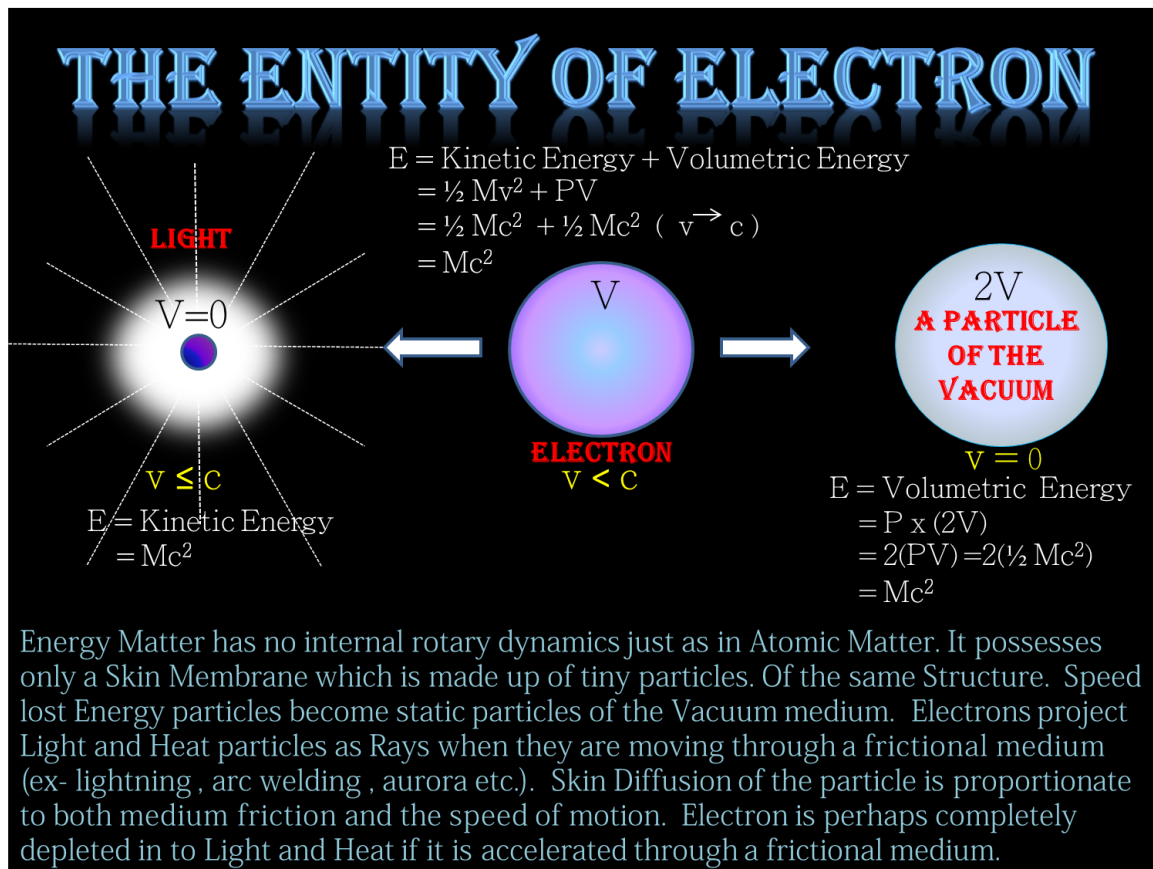 THE ENTITY OF ELECTRON
E = Kinetic Energy + Volumetric Energy
= ½ Mv² + PV
= ½ Mc² + ½ Mc² ( v → c )
= Mc²
LIGHT
V=0
v ≤ c
E = Kinetic Energy
= Mc²
V
ELECTRON
v < c
2V
A PARTICLE
OF THE
VACUUM
v = 0
E = Volumetric Energy
= P x (2V)
= 2(PV) =2(½ Mc²)
= Mc²
Energy Matter has no internal rotary dynamics just as in Atomic Matter. It possesses
only a Skin Membrane which is made up of tiny particles. Of the same Structure. Speed
lost Energy particles become static particles of the Vacuum medium. Electrons project
Light and Heat particles as Rays when they are moving through a frictional medium
(ex- lightning , arc welding , aurora etc.). Skin Diffusion of the particle is proportionate
to both medium friction and the speed of motion. Electron is perhaps completely
depleted in to Light and Heat if it is accelerated through a frictional medium.